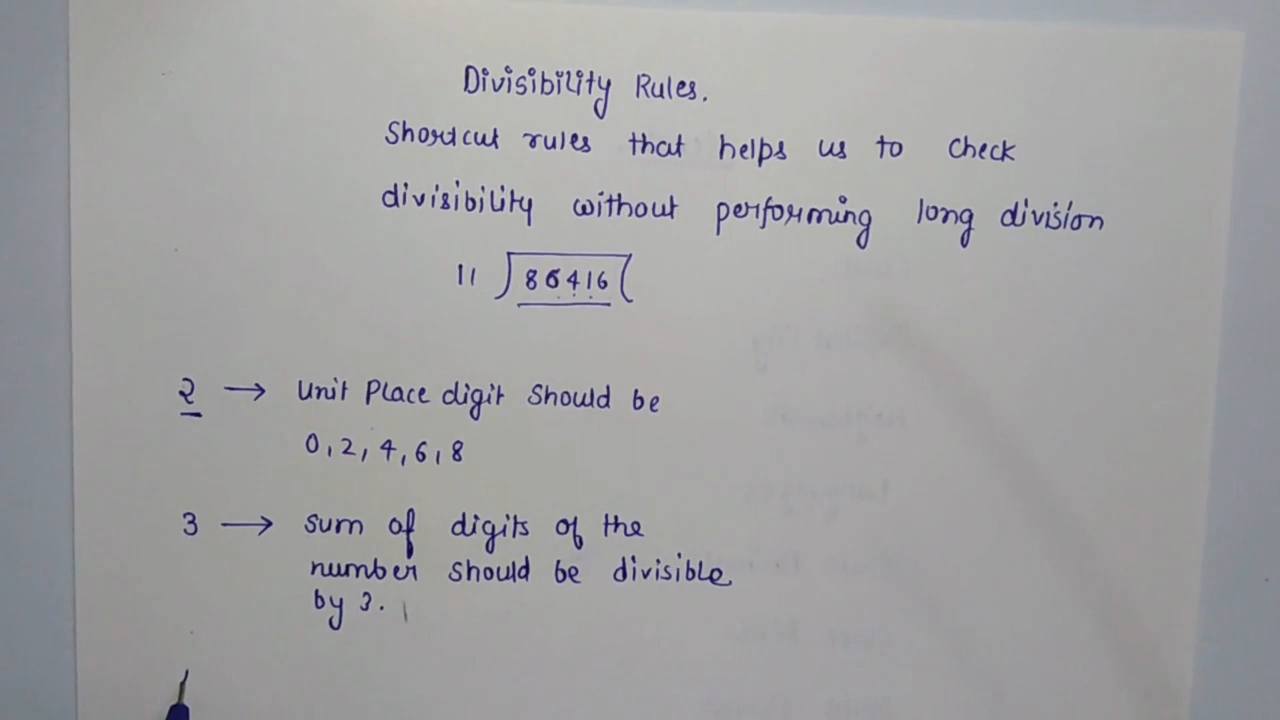 Divisibility Rules.
Shortcut rules that helps us to check
divisibility without performing long division
11 ) 86416 (
2 → Unit Place digit Should be
0, 2, 4, 6, 8
3 → sum of digits of the
number should be divisible
by 3.